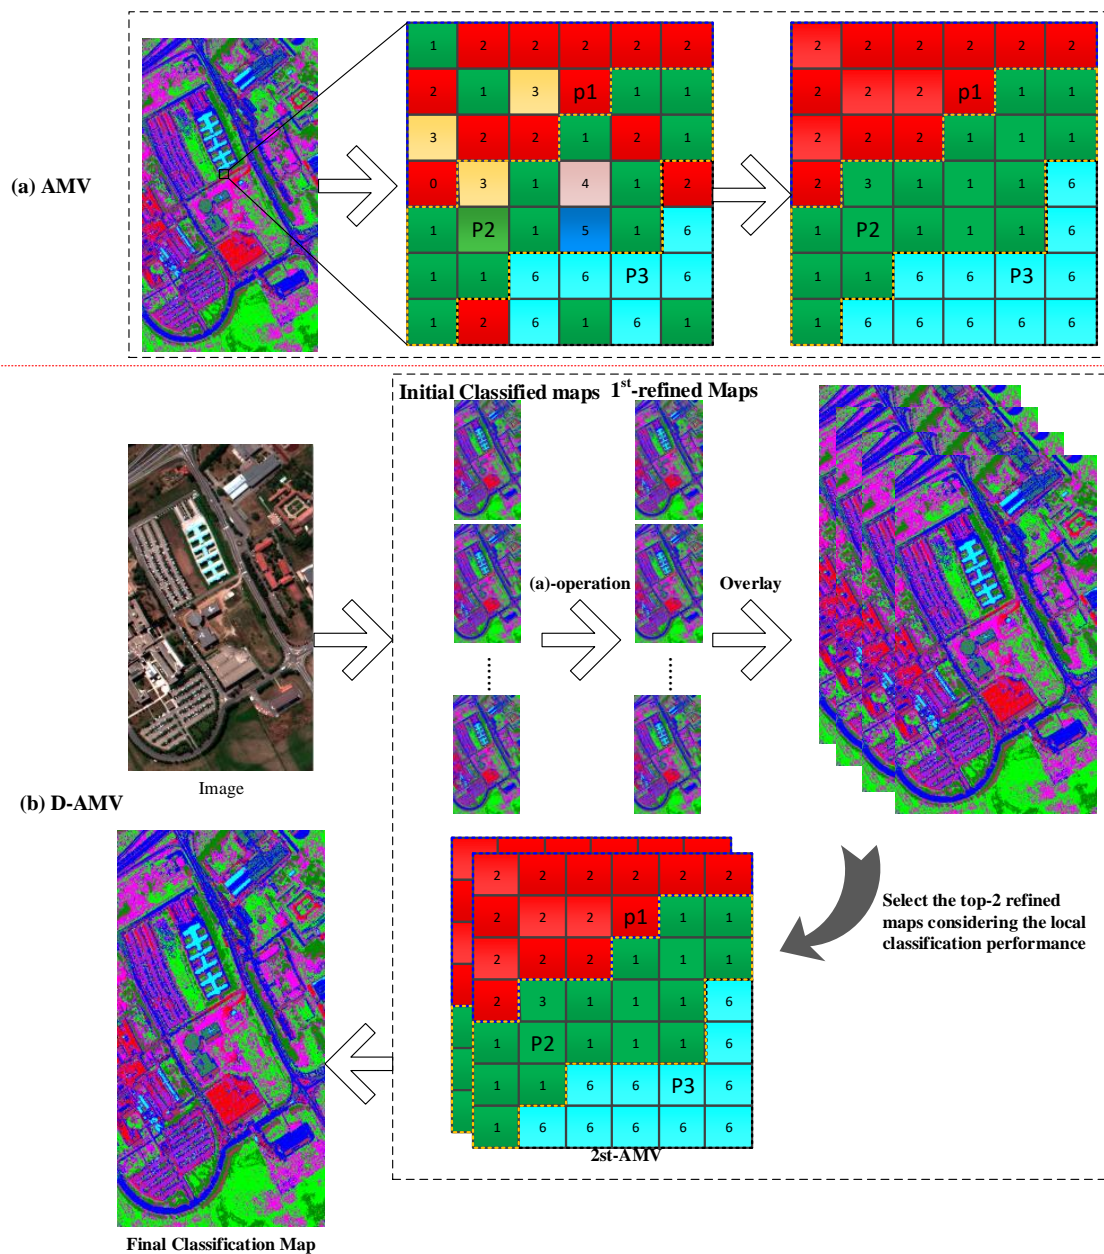 (a) AMV
1 2 2 2 2 2
2 1 3 p1 1 1
3 2 2 1 2 1
0 3 1 4 1 2
1 P2 1 5 1 6
1 1 6 6 P3 6
1 2 6 1 6 1
2 2 2 2 2 2
2 2 2 p1 1 1
2 2 2 1 1 1
2 3 1 1 1 6
1 P2 1 1 1 6
1 1 6 6 P3 6
1 6 6 6 6 6
Initial Classified maps 1st-refined Maps
(a)-operation
Overlay
Image
(b) D-AMV
Select the top-2 refined
maps considering the local
classification performance
2 2 2 2 2 2
2 2 2 p1 1 1
2 2 2 1 1 1
2 3 1 1 1 6
1 P2 1 1 1 6
1 1 6 6 P3 6
1 6 6 6 6 6
2st-AMV
Final Classification Map